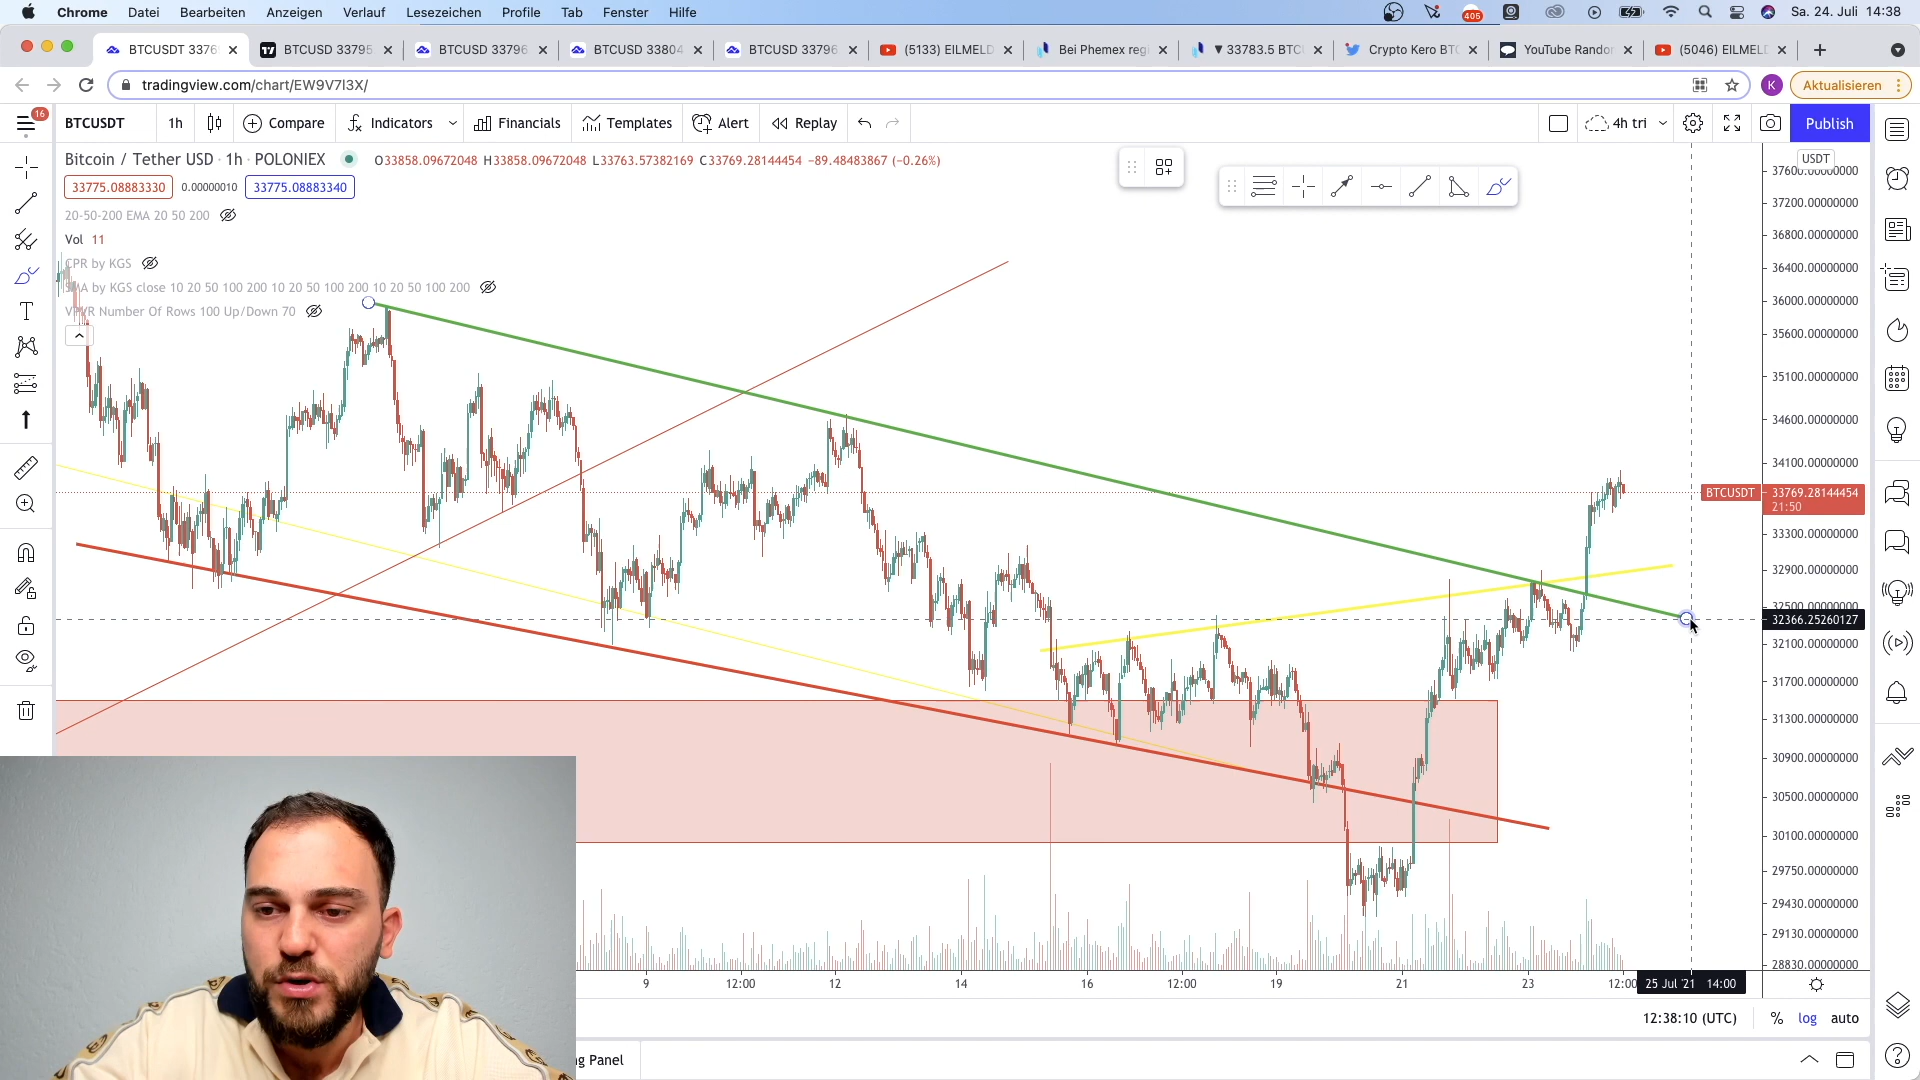 Chrome Datei Bearbeiten Anzeigen Verlauf Lesezeichen Profile Tab Fenster Hilfe 405 Sa. 24. Juli 14:38
BTCUSDT 3376 BTCUSD 33795 BTCUSD 33796 BTCUSD 33804 BTCUSD 33796 (5133) EILMELD Bei Phemex reg ▼ 33783.5 BTC Crypto Kero BTC YouTube Rando (5046) EILMEL
tradingview.com/chart/EW9V7I3X/ K Aktualisieren
16 BTCUSDT 1h Compare Indicators Financials Templates Alert Replay 4h tri Publish
Bitcoin / Tether USD · 1h · POLONIEX O33858.09672048 H33858.09672048 L33763.57382169 C33769.28144454 −89.48483867 (−0.26%)
33775.08883330 0.00000010 33775.08883340
20-50-200 EMA 20 50 200
Vol 11
CPR by KGS
SMA by KGS close 10 20 50 100 200 10 20 50 100 200 10 20 50 100 200
VPVR Number Of Rows 100 Up/Down 70
USDT
37600.00000000
37200.00000000
36800.00000000
36400.00000000
36000.00000000
35600.00000000
35100.00000000
34600.00000000
34100.00000000
BTCUSDT 33769.28144454
21:50
33300.00000000
32900.00000000
32500.00000000
32366.25260127
32100.00000000
31700.00000000
31300.00000000
30900.00000000
30500.00000000
30100.00000000
29750.00000000
29430.00000000
29130.00000000
28830.00000000
9 12:00 12 14 16 12:00 19 21 23 12:00 25 Jul '21 14:00
12:38:10 (UTC) % log auto
g Panel